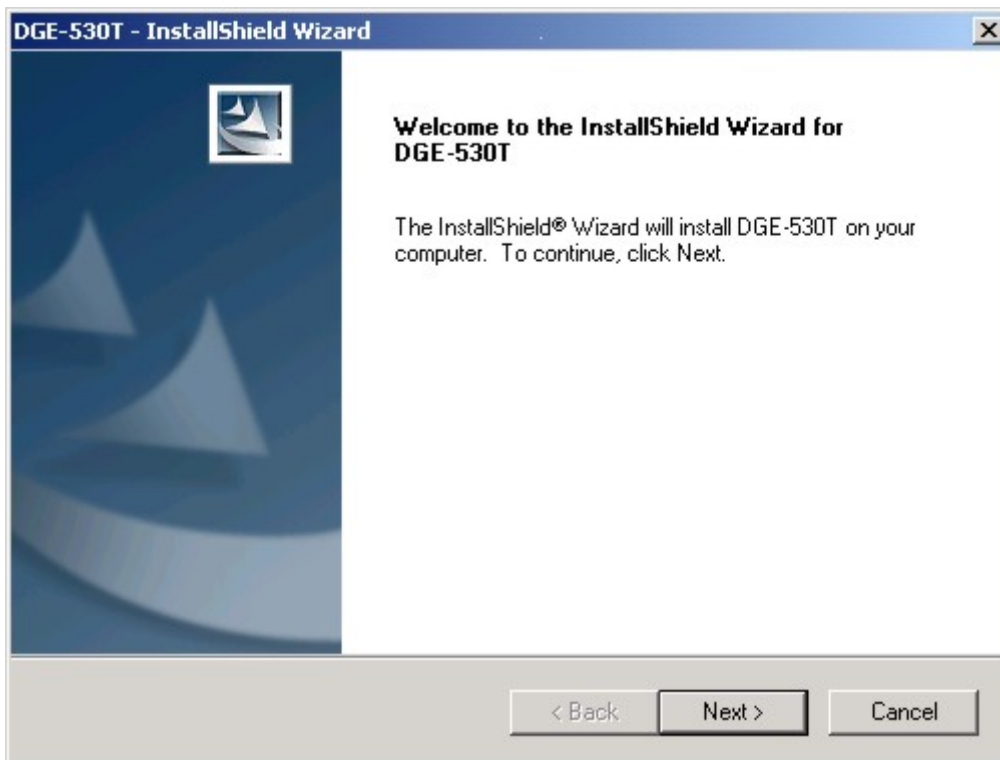 DGE-530T - InstallShield Wizard
Welcome to the InstallShield Wizard for
DGE-530T
The InstallShield® Wizard will install DGE-530T on your
computer. To continue, click Next.
< Back
Next >
Cancel